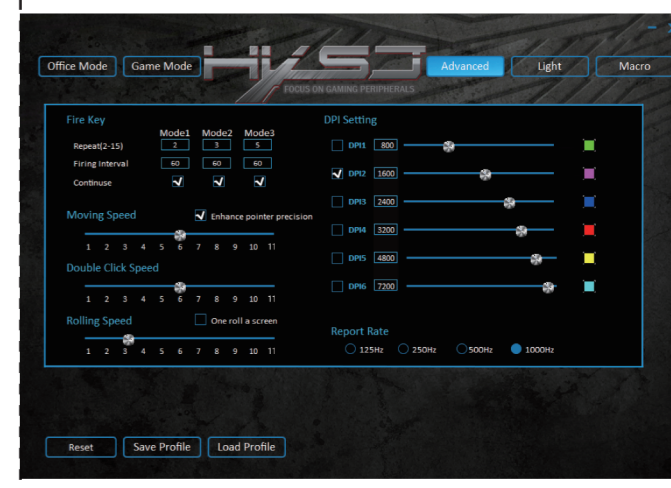 HXSJ
FOCUS ON GAMING PERIPHERALS
Office Mode Game Mode Advanced Light Macro
Fire Key
Mode1 Mode2 Mode3
Repeat(2-15) 2 3 5
Firing Interval 60 60 60
Continuse
Moving Speed Enhance pointer precision
1 2 3 4 5 6 7 8 9 10 11
Double Click Speed
1 2 3 4 5 6 7 8 9 10 11
Rolling Speed One roll a screen
1 2 3 4 5 6 7 8 9 10 11
DPI Setting
DPI1 800
DPI2 1600
DPI3 2400
DPI4 3200
DPI5 4800
DPI6 7200
Report Rate
125Hz 250Hz 500Hz 1000Hz
Reset Save Profile Load Profile